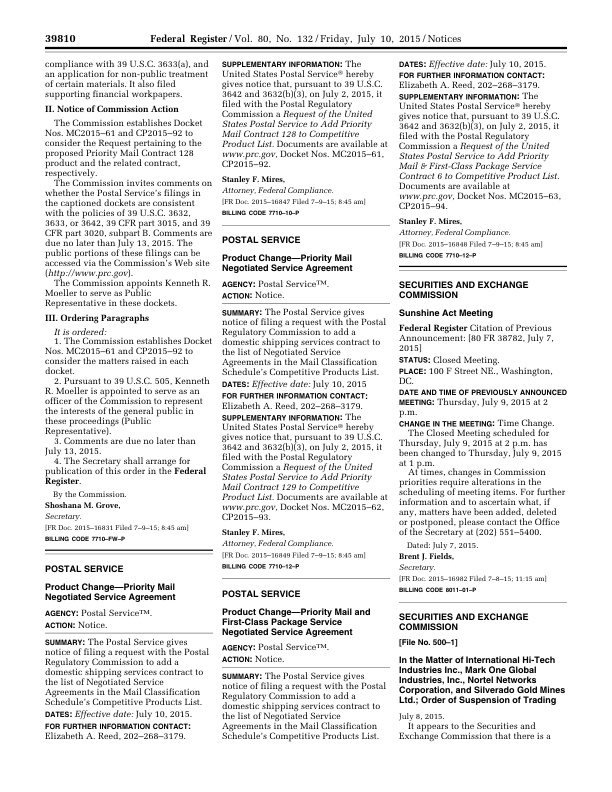 39810
Federal Register / Vol. 80, No. 132 / Friday, July 10, 2015 / Notices
compliance with 39 U.S.C. 3633(a), and
an application for non-public treatment
of certain materials. It also filed
supporting financial workpapers.
II. Notice of Commission Action
The Commission establishes Docket
Nos. MC2015–61 and CP2015–92 to
consider the Request pertaining to the
proposed Priority Mail Contract 128
product and the related contract,
respectively.
The Commission invites comments on
whether the Postal Service's filings in
the captioned dockets are consistent
with the policies of 39 U.S.C. 3632,
3633, or 3642, 39 CFR part 3015, and 39
CFR part 3020, subpart B. Comments are
due no later than July 13, 2015. The
public portions of these filings can be
accessed via the Commission's Web site
(http://www.prc.gov).
The Commission appoints Kenneth R.
Moeller to serve as Public
Representative in these dockets.
III. Ordering Paragraphs
It is ordered:
1. The Commission establishes Docket
Nos. MC2015–61 and CP2015–92 to
consider the matters raised in each
docket.
2. Pursuant to 39 U.S.C. 505, Kenneth
R. Moeller is appointed to serve as an
officer of the Commission to represent
the interests of the general public in
these proceedings (Public
Representative).
3. Comments are due no later than
July 13, 2015.
4. The Secretary shall arrange for
publication of this order in the Federal
Register.
By the Commission.
Shoshana M. Grove,
Secretary.
[FR Doc. 2015–16831 Filed 7–9–15; 8:45 am]
BILLING CODE 7710–FW–P
POSTAL SERVICE
Product Change—Priority Mail
Negotiated Service Agreement
AGENCY: Postal Service™.
ACTION: Notice.
SUMMARY: The Postal Service gives
notice of filing a request with the Postal
Regulatory Commission to add a
domestic shipping services contract to
the list of Negotiated Service
Agreements in the Mail Classification
Schedule's Competitive Products List.
DATES: Effective date: July 10, 2015.
FOR FURTHER INFORMATION CONTACT:
Elizabeth A. Reed, 202–268–3179.
SUPPLEMENTARY INFORMATION: The
United States Postal Service® hereby
gives notice that, pursuant to 39 U.S.C.
3642 and 3632(b)(3), on July 2, 2015, it
filed with the Postal Regulatory
Commission a Request of the United
States Postal Service to Add Priority
Mail Contract 128 to Competitive
Product List. Documents are available at
www.prc.gov, Docket Nos. MC2015–61,
CP2015–92.
Stanley F. Mires,
Attorney, Federal Compliance.
[FR Doc. 2015–16847 Filed 7–9–15; 8:45 am]
BILLING CODE 7710–10–P
POSTAL SERVICE
Product Change—Priority Mail
Negotiated Service Agreement
AGENCY: Postal Service™.
ACTION: Notice.
SUMMARY: The Postal Service gives
notice of filing a request with the Postal
Regulatory Commission to add a
domestic shipping services contract to
the list of Negotiated Service
Agreements in the Mail Classification
Schedule's Competitive Products List.
DATES: Effective date: July 10, 2015
FOR FURTHER INFORMATION CONTACT:
Elizabeth A. Reed, 202–268–3179.
SUPPLEMENTARY INFORMATION: The
United States Postal Service® hereby
gives notice that, pursuant to 39 U.S.C.
3642 and 3632(b)(3), on July 2, 2015, it
filed with the Postal Regulatory
Commission a Request of the United
States Postal Service to Add Priority
Mail Contract 129 to Competitive
Product List. Documents are available at
www.prc.gov, Docket Nos. MC2015–62,
CP2015–93.
Stanley F. Mires,
Attorney, Federal Compliance.
[FR Doc. 2015–16849 Filed 7–9–15; 8:45 am]
BILLING CODE 7710–12–P
POSTAL SERVICE
Product Change—Priority Mail and
First-Class Package Service
Negotiated Service Agreement
AGENCY: Postal Service™.
ACTION: Notice.
SUMMARY: The Postal Service gives
notice of filing a request with the Postal
Regulatory Commission to add a
domestic shipping services contract to
the list of Negotiated Service
Agreements in the Mail Classification
Schedule's Competitive Products List.
DATES: Effective date: July 10, 2015.
FOR FURTHER INFORMATION CONTACT:
Elizabeth A. Reed, 202–268–3179.
SUPPLEMENTARY INFORMATION: The
United States Postal Service® hereby
gives notice that, pursuant to 39 U.S.C.
3642 and 3632(b)(3), on July 2, 2015, it
filed with the Postal Regulatory
Commission a Request of the United
States Postal Service to Add Priority
Mail & First-Class Package Service
Contract 6 to Competitive Product List.
Documents are available at
www.prc.gov, Docket Nos. MC2015–63,
CP2015–94.
Stanley F. Mires,
Attorney, Federal Compliance.
[FR Doc. 2015–16848 Filed 7–9–15; 8:45 am]
BILLING CODE 7710–12–P
SECURITIES AND EXCHANGE
COMMISSION
Sunshine Act Meeting
Federal Register Citation of Previous
Announcement: [80 FR 38782, July 7,
2015]
STATUS: Closed Meeting.
PLACE: 100 F Street NE., Washington,
DC.
DATE AND TIME OF PREVIOUSLY ANNOUNCED
MEETING: Thursday, July 9, 2015 at 2
p.m.
CHANGE IN THE MEETING: Time Change.
The Closed Meeting scheduled for
Thursday, July 9, 2015 at 2 p.m. has
been changed to Thursday, July 9, 2015
at 1 p.m.
At times, changes in Commission
priorities require alterations in the
scheduling of meeting items. For further
information and to ascertain what, if
any, matters have been added, deleted
or postponed, please contact the Office
of the Secretary at (202) 551–5400.
Dated: July 7, 2015.
Brent J. Fields,
Secretary.
[FR Doc. 2015–16982 Filed 7–8–15; 11:15 am]
BILLING CODE 8011–01–P
SECURITIES AND EXCHANGE
COMMISSION
[File No. 500–1]
In the Matter of International Hi-Tech
Industries Inc., Mark One Global
Industries, Inc., Nortel Networks
Corporation, and Silverado Gold Mines
Ltd.; Order of Suspension of Trading
July 8, 2015.
It appears to the Securities and
Exchange Commission that there is a